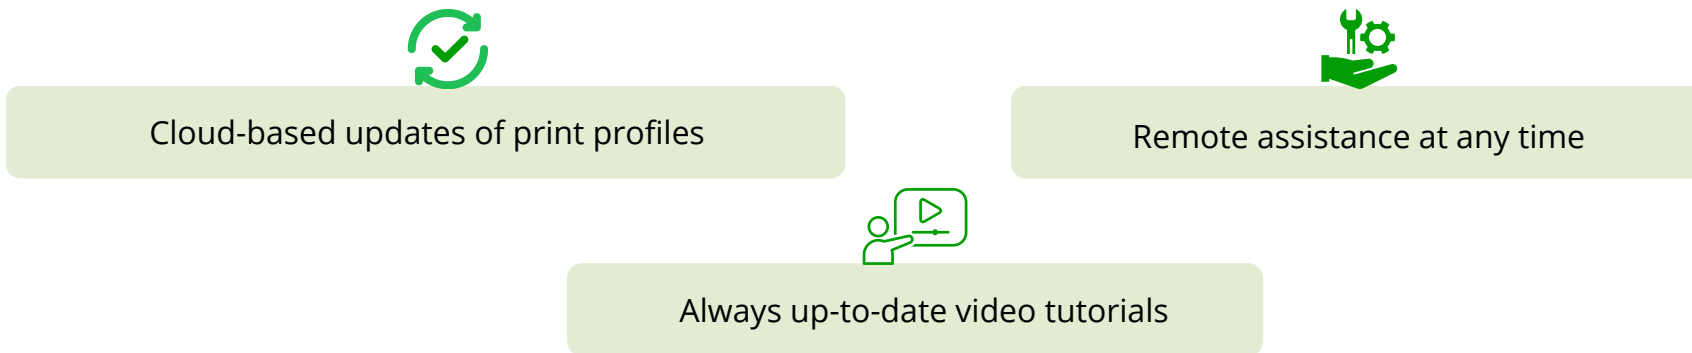 Cloud-based updates of print profiles
Remote assistance at any time
Always up-to-date video tutorials